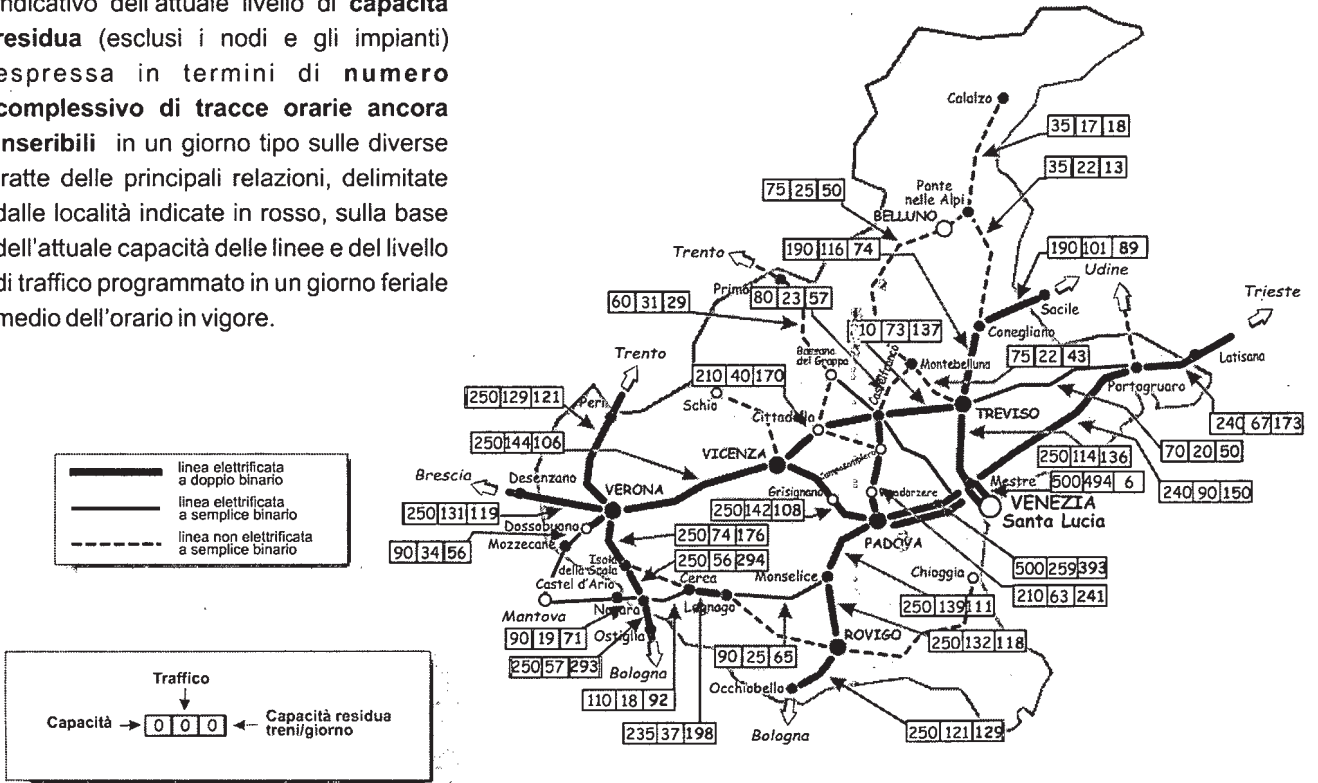 indicativo dell'attuale livello di capacità
residua (esclusi i nodi e gli impianti)
espressa in termini di numero
complessivo di tracce orarie ancora
inseribili in un giorno tipo sulle diverse
tratte delle principali relazioni, delimitate
dalle località indicate in rosso, sulla base
dell'attuale capacità delle linee e del livello
di traffico programmato in un giorno feriale
medio dell'orario in vigore.
Calalzo
35 17 18
35 22 13
75 25 50
Ponte
nelle Alpi
BELLUNO
190 116 74
190 101 89
Trento
Udine
80 23 57
60 31 29
Sacile
Trieste
73 137
Conegliano
Trento
Bassano
del Grappa
Castelfranco
Montebelluna
75 22 43
Latisana
210 40 170
Portogruaro
250 129 121
Peri
Schio
Cittadella
TREVISO
240 67 173
250 144 106
VICENZA
Camposampiero
250 114 136
70 20 50
Brescia
Desenzano
VERONA
Grisignano
Mestre
500 494 6
240 90 150
VENEZIA
Santa Lucia
250 131 119
Dossobuono
250 142 108
PADOVA
90 34 56
Mozzecane
250 74 176
Isola
della Scala
250 56 294
500 259 393
Castel d'Ario
Cerea
Monselice
Chioggia
210 63 241
Mantova
Nogara
Legnago
250 139 111
90 19 71
Ostiglia
ROVIGO
250 132 118
250 57 293
Bologna
90 25 65
110 18 92
Occhiobello
235 37 198
Bologna
250 121 129
linea elettrificata
a doppio binario
linea elettrificata
a semplice binario
linea non elettrificata
a semplice binario
Traffico
Capacità
0 0 0
Capacità residua
treni/giorno